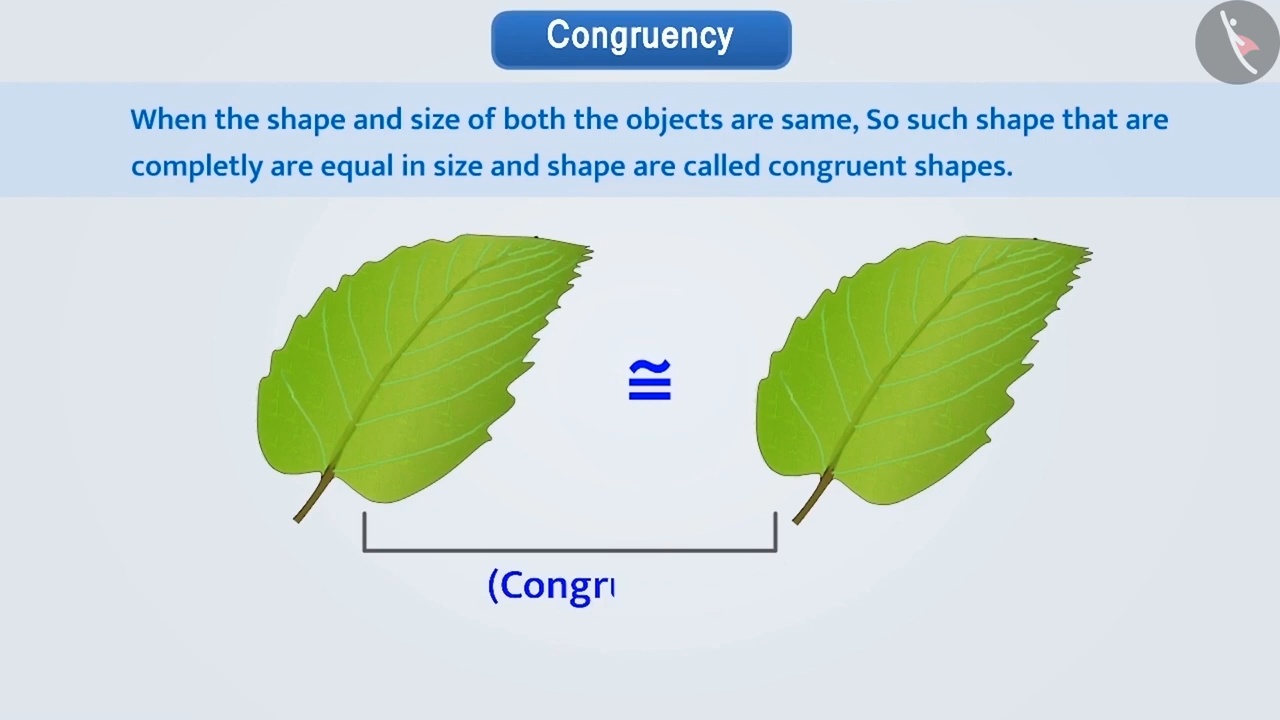 Congruency
When the shape and size of both the objects are same, So such shape that are
completly are equal in size and shape are called congruent shapes.
≅
(Congr